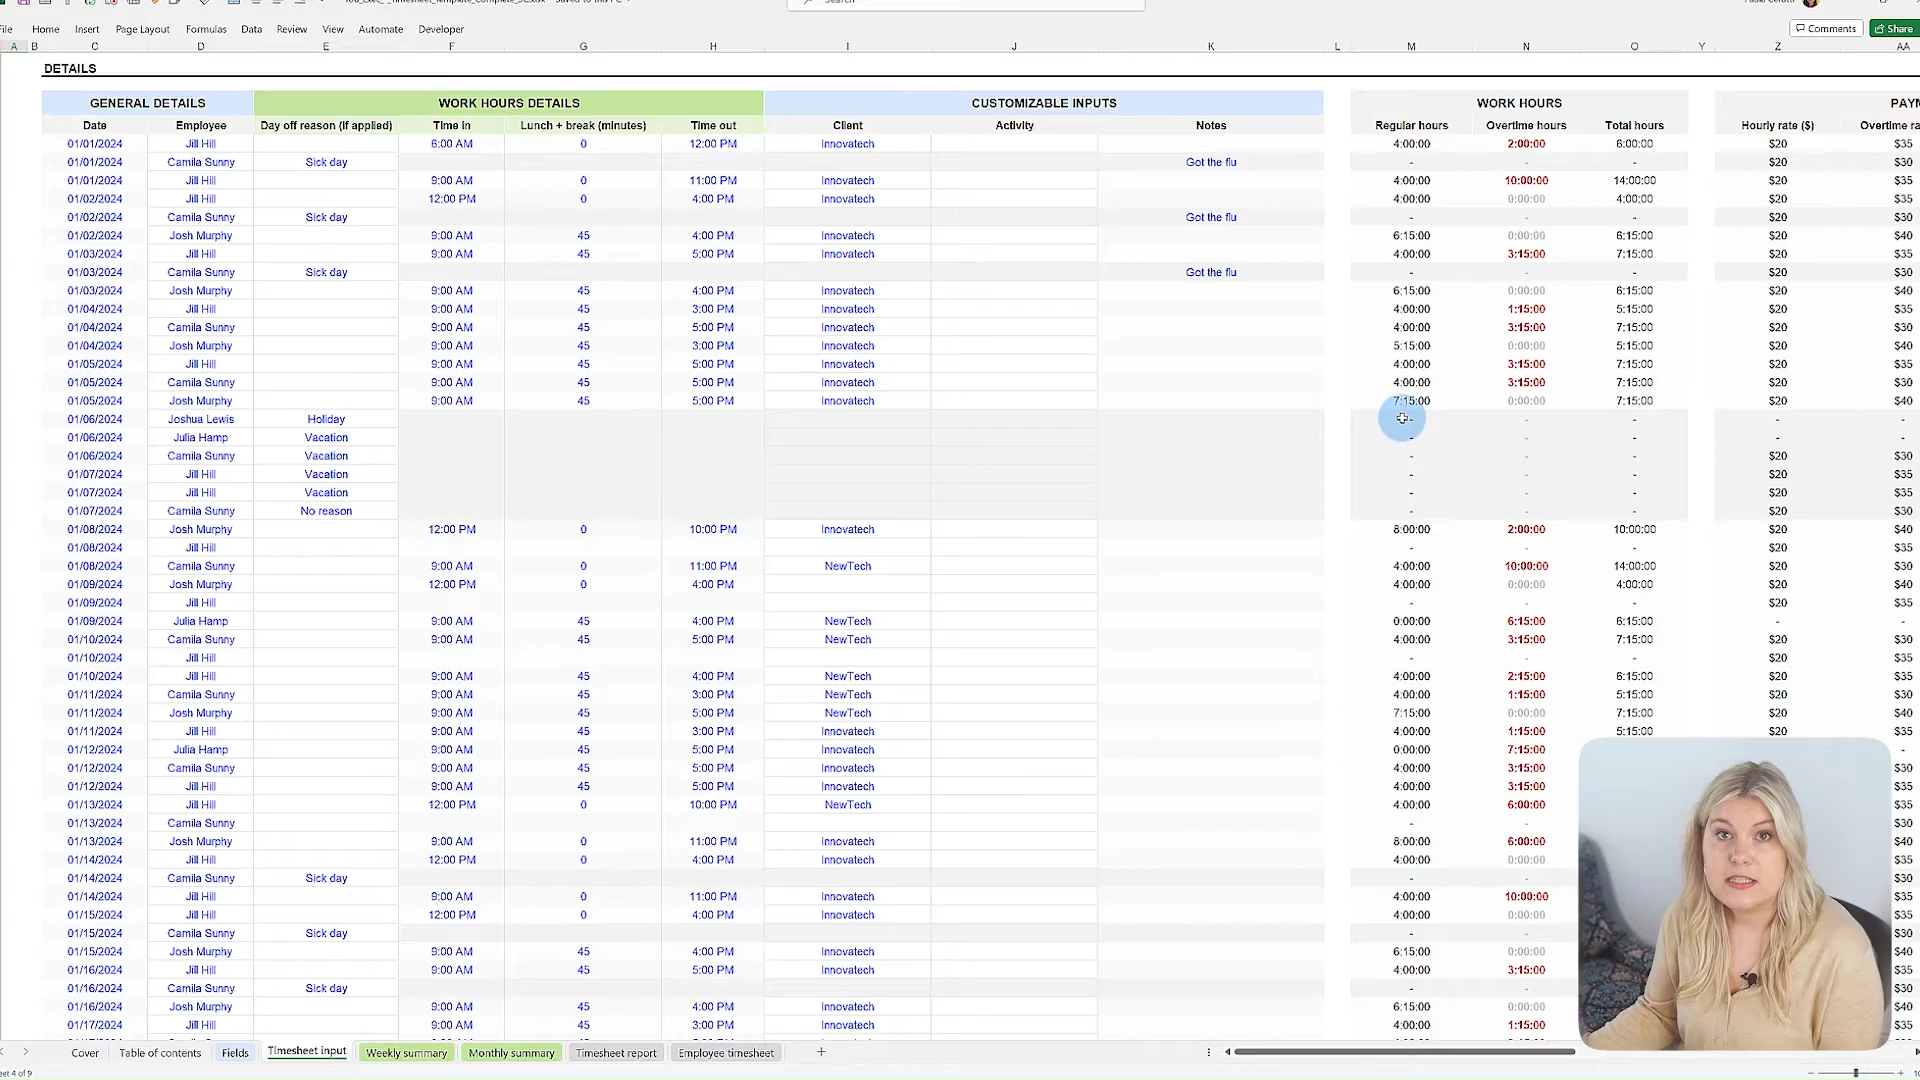 File Home Insert Page Layout Formulas Data Review View Automate Developer Comments Share
A B C D E F G H I J K L M N O Y Z AA
DETAILS
GENERAL DETAILS WORK HOURS DETAILS CUSTOMIZABLE INPUTS WORK HOURS
Date Employee Day off reason (if applied) Time in Lunch + break (minutes) Time out Client Activity Notes Regular hours Overtime hours Total hours Hourly rate ($)
01/01/2024 Jill Hill 6:00 AM 0 12:00 PM Innovatech 4:00:00 2:00:00 6:00:00 $20 $35
01/01/2024 Camila Sunny Sick day Got the flu - - - $20 $30
01/01/2024 Jill Hill 9:00 AM 0 11:00 PM Innovatech 4:00:00 10:00:00 14:00:00 $20 $35
01/02/2024 Jill Hill 12:00 PM 0 4:00 PM Innovatech 4:00:00 0:00:00 4:00:00 $20 $35
01/02/2024 Camila Sunny Sick day Got the flu - - - $20 $30
01/02/2024 Josh Murphy 9:00 AM 45 4:00 PM Innovatech 6:15:00 0:00:00 6:15:00 $20 $40
01/03/2024 Jill Hill 9:00 AM 45 5:00 PM Innovatech 4:00:00 3:15:00 7:15:00 $20 $35
01/03/2024 Camila Sunny Sick day Got the flu - - - $20 $30
01/03/2024 Josh Murphy 9:00 AM 45 4:00 PM Innovatech 6:15:00 0:00:00 6:15:00 $20 $40
01/04/2024 Jill Hill 9:00 AM 45 3:00 PM Innovatech 4:00:00 1:15:00 5:15:00 $20 $35
01/04/2024 Camila Sunny 9:00 AM 45 5:00 PM Innovatech 4:00:00 3:15:00 7:15:00 $20 $30
01/04/2024 Josh Murphy 9:00 AM 45 3:00 PM Innovatech 5:15:00 0:00:00 5:15:00 $20 $40
01/05/2024 Jill Hill 9:00 AM 45 5:00 PM Innovatech 4:00:00 3:15:00 7:15:00 $20 $35
01/05/2024 Camila Sunny 9:00 AM 45 5:00 PM Innovatech 4:00:00 3:15:00 7:15:00 $20 $30
01/05/2024 Josh Murphy 9:00 AM 45 5:00 PM Innovatech 7:15:00 0:00:00 7:15:00 $20 $40
01/06/2024 Joshua Lewis Holiday - - - - -
01/06/2024 Julia Hamp Vacation - - - - -
01/06/2024 Camila Sunny Vacation - - - $20 $30
01/07/2024 Jill Hill Vacation - - - $20 $35
01/07/2024 Jill Hill Vacation - - - $20 $35
01/07/2024 Camila Sunny No reason - - - $20 $30
01/08/2024 Josh Murphy 12:00 PM 0 10:00 PM Innovatech 8:00:00 2:00:00 10:00:00 $20 $40
01/08/2024 Jill Hill - - - $20 $35
01/08/2024 Camila Sunny 9:00 AM 0 11:00 PM NewTech 4:00:00 10:00:00 14:00:00 $20 $30
01/09/2024 Josh Murphy 12:00 PM 0 4:00 PM 4:00:00 0:00:00 4:00:00 $20 $40
01/09/2024 Jill Hill - - - $20 $35
01/09/2024 Julia Hamp 9:00 AM 45 4:00 PM NewTech 0:00:00 6:15:00 6:15:00 - -
01/10/2024 Camila Sunny 9:00 AM 45 5:00 PM NewTech 4:00:00 3:15:00 7:15:00 $20 $30
01/10/2024 Jill Hill - - - $20 $35
01/10/2024 Jill Hill 9:00 AM 45 4:00 PM NewTech 4:00:00 2:15:00 6:15:00 $20 $35
01/11/2024 Camila Sunny 9:00 AM 45 3:00 PM NewTech 4:00:00 1:15:00 5:15:00 $20 $30
01/11/2024 Josh Murphy 9:00 AM 45 5:00 PM NewTech 7:15:00 0:00:00 7:15:00 $20 $40
01/11/2024 Jill Hill 9:00 AM 45 3:00 PM Innovatech 4:00:00 1:15:00 5:15:00 $20 $35
01/12/2024 Julia Hamp 9:00 AM 45 5:00 PM Innovatech 0:00:00 7:15:00 -
01/12/2024 Camila Sunny 9:00 AM 45 5:00 PM Innovatech 4:00:00 3:15:00 $30
01/12/2024 Jill Hill 9:00 AM 45 5:00 PM Innovatech 4:00:00 3:15:00 $35
01/13/2024 Jill Hill 12:00 PM 0 10:00 PM NewTech 4:00:00 6:00:00 $35
01/13/2024 Camila Sunny - - $30
01/13/2024 Josh Murphy 9:00 AM 0 11:00 PM Innovatech 8:00:00 6:00:00 $40
01/14/2024 Jill Hill 12:00 PM 0 4:00 PM Innovatech 4:00:00 0:00:00 $35
01/14/2024 Camila Sunny Sick day - - $30
01/14/2024 Jill Hill 9:00 AM 0 11:00 PM Innovatech 4:00:00 10:00:00 $35
01/15/2024 Jill Hill 12:00 PM 0 4:00 PM Innovatech 4:00:00 0:00:00 $35
01/15/2024 Camila Sunny Sick day - - $30
01/15/2024 Josh Murphy 9:00 AM 45 4:00 PM Innovatech 6:15:00 0:00:00 $40
01/16/2024 Jill Hill 9:00 AM 45 5:00 PM Innovatech 4:00:00 3:15:00 $35
01/16/2024 Camila Sunny Sick day - - $30
01/16/2024 Josh Murphy 9:00 AM 45 4:00 PM Innovatech 6:15:00 0:00:00 $40
01/17/2024 Jill Hill 9:00 AM 45 3:00 PM Innovatech 4:00:00 1:15:00 $35
Cover Table of contents Fields Timesheet input Weekly summary Monthly summary Timesheet report Employee timesheet +
eet 4 of 9